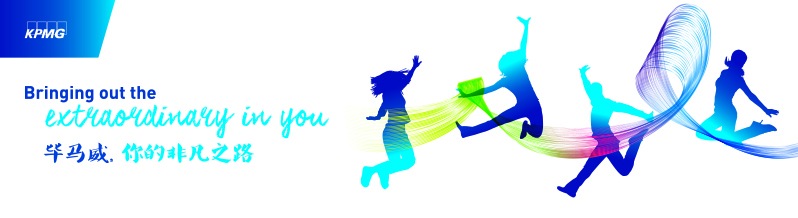 KPMG
Bringing out the
extraordinary in you
毕马威, 你的非凡之路